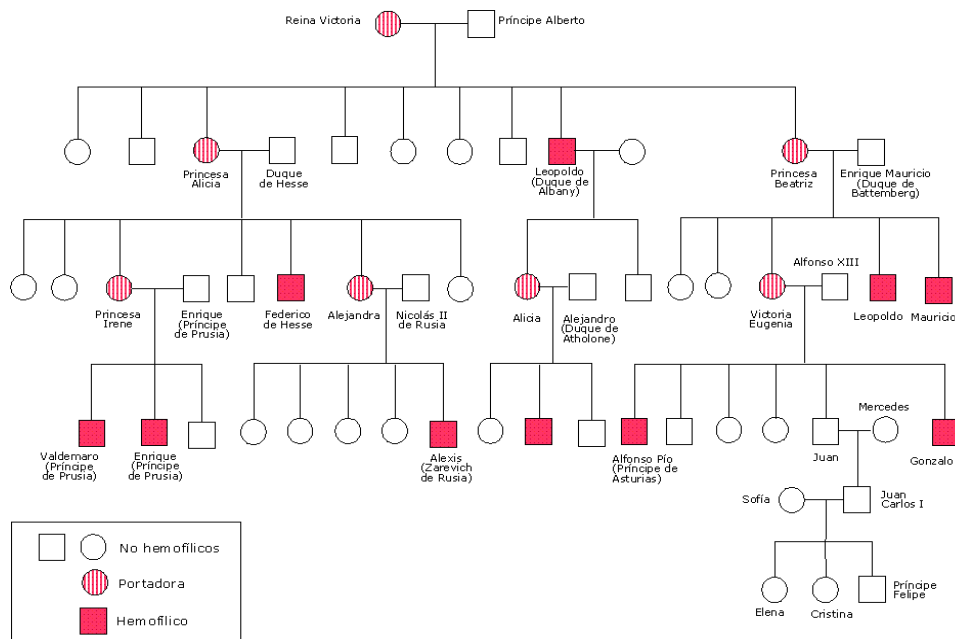 Reina Victoria
Príncipe Alberto
Princesa
Alicia
Duque
de Hesse
Leopoldo
(Duque de
Albany)
Princesa
Beatriz
Enrique Mauricio
(Duque de
Battemberg)
Alfonso XIII
Princesa
Irene
Enrique
(Príncipe
de Prusia)
Federico
de Hesse
Alejandra
Nicolás II
de Rusia
Alicia
Alejandro
(Duque de
Atholone)
Victoria
Eugenia
Leopoldo
Mauricio
Mercedes
Valdemaro
(Príncipe
de Prusia)
Enrique
(Príncipe
de Prusia)
Alexis
(Zarevich
de Rusia)
Alfonso Pío
(Príncipe de
Asturias)
Juan
Gonzalo
Sofía
Juan
Carlos I
Elena
Cristina
Príncipe
Felipe
No hemofílicos
Portadora
Hemofílico